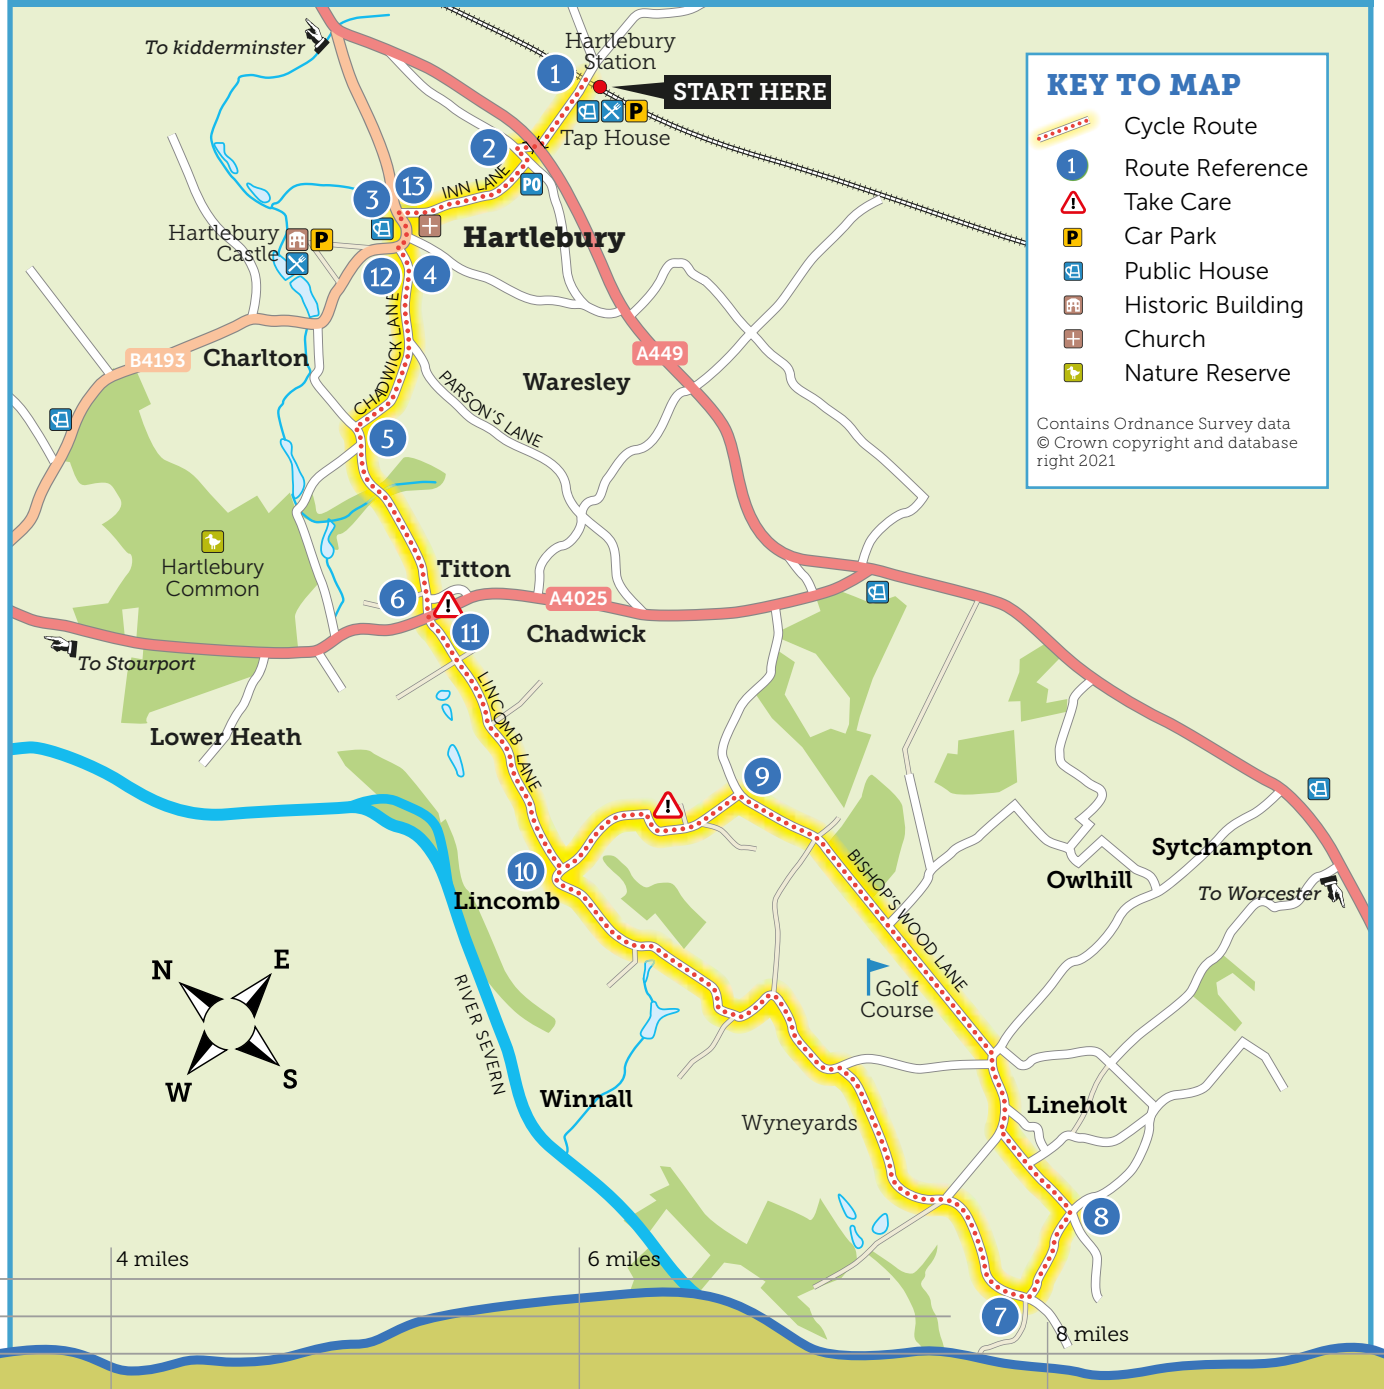 To kidderminster
Hartlebury
Station
1
START HERE
P
Tap House
2
PO
INN LANE
13
3
Hartlebury
Hartlebury
Castle
P
12
4
CHADWICK LANE
B4193
Charlton
A449
Waresley
PARSON'S LANE
5
Hartlebury
Common
Titton
6
A4025
11
Chadwick
To Stourport
LINCOMB LANE
Lower Heath
9
10
Lincomb
BISHOP'S WOOD LANE
Sytchampton
Owlhill
To Worcester
N
E
W
S
RIVER SEVERN
Golf
Course
Winnall
Lineholt
Wyneyards
8
7
4 miles
6 miles
8 miles
KEY TO MAP
Cycle Route
1
Route Reference
Take Care
P
Car Park
Public House
Historic Building
Church
Nature Reserve
Contains Ordnance Survey data
© Crown copyright and database
right 2021